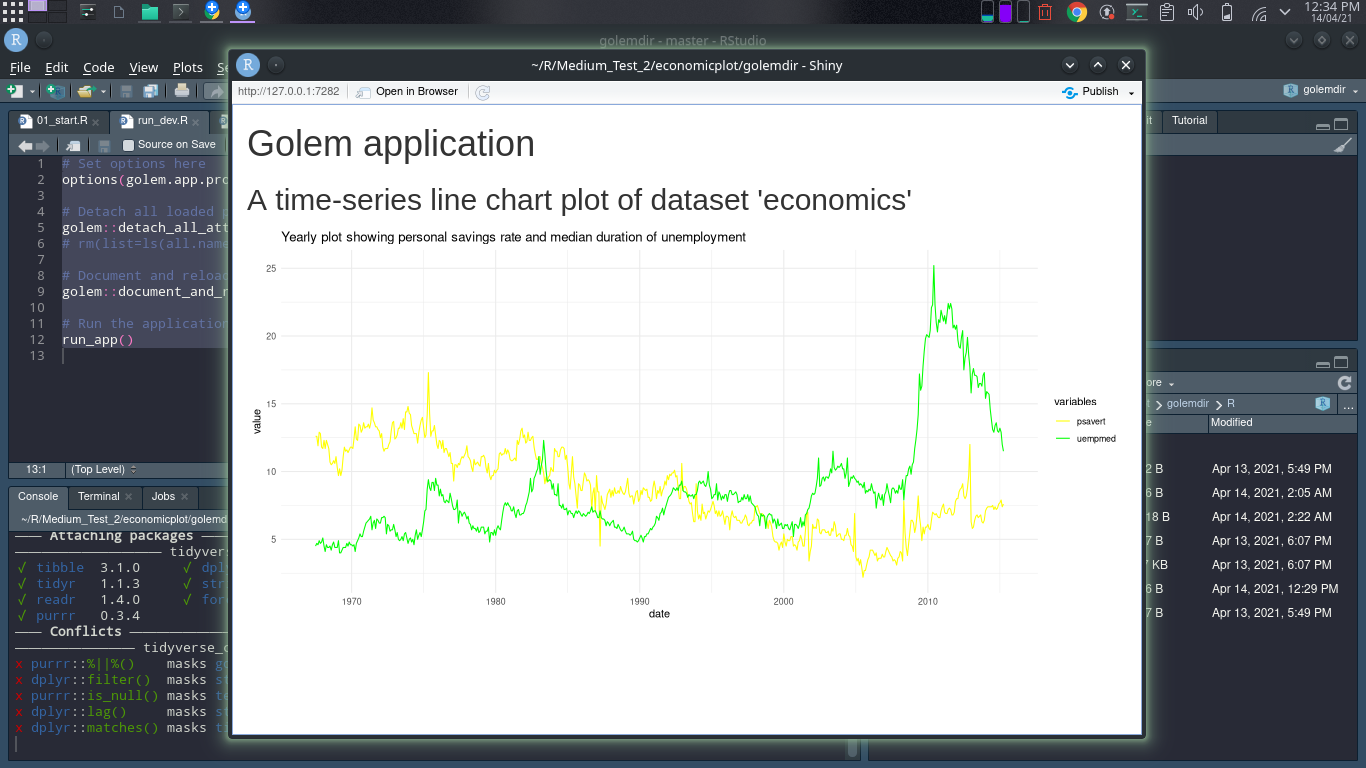 12:34 PM
14/04/21
golemdir - master - RStudio
File Edit Code View Plots
~/R/Medium_Test_2/economicplot/golemdir - Shiny
http://127.0.0.1:7282 Open in Browser Publish
golemdir
01_start.R run_dev.R
Tutorial
Source on Save
1 # Set options here
2 options(golem.app.pro
3
4 # Detach all loaded
5 golem::detach_all_att
6 # rm(list=ls(all.name
7
8 # Document and reload
9 golem::document_and_r
10
11 # Run the application
12 run_app()
13
13:1 (Top Level)
Golem application
A time-series line chart plot of dataset 'economics'
Yearly plot showing personal savings rate and median duration of unemployment
25
20
15
10
5
value
1970 1980 1990 2000 2010
date
variables
psavert
uempmed
Console Terminal Jobs
~/R/Medium_Test_2/economicplot/golemd
Attaching packages
tidyvers
√ tibble 3.1.0 √ dpl
√ tidyr 1.1.3 √ str
√ readr 1.4.0 √ for
√ purrr 0.3.4
Conflicts
tidyverse_c
x purrr::%||%() masks go
x dplyr::filter() masks st
x purrr::is_null() masks te
x dplyr::lag() masks st
x dplyr::matches() masks ti
ore
golemdir R ...
Modified
2 B Apr 13, 2021, 5:49 PM
6 B Apr 14, 2021, 2:05 AM
18 B Apr 14, 2021, 2:22 AM
7 B Apr 13, 2021, 6:07 PM
KB Apr 13, 2021, 6:07 PM
6 B Apr 14, 2021, 12:29 PM
7 B Apr 13, 2021, 5:49 PM